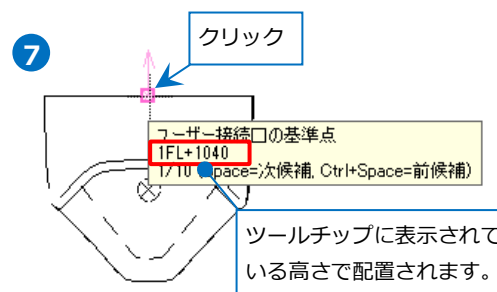 7
クリック
ユーザー接続口の基準点
1FL+1040
1/10 (Space=次候補, Ctrl+Space=前候補)
ツールチップに表示されて
いる高さで配置されます。